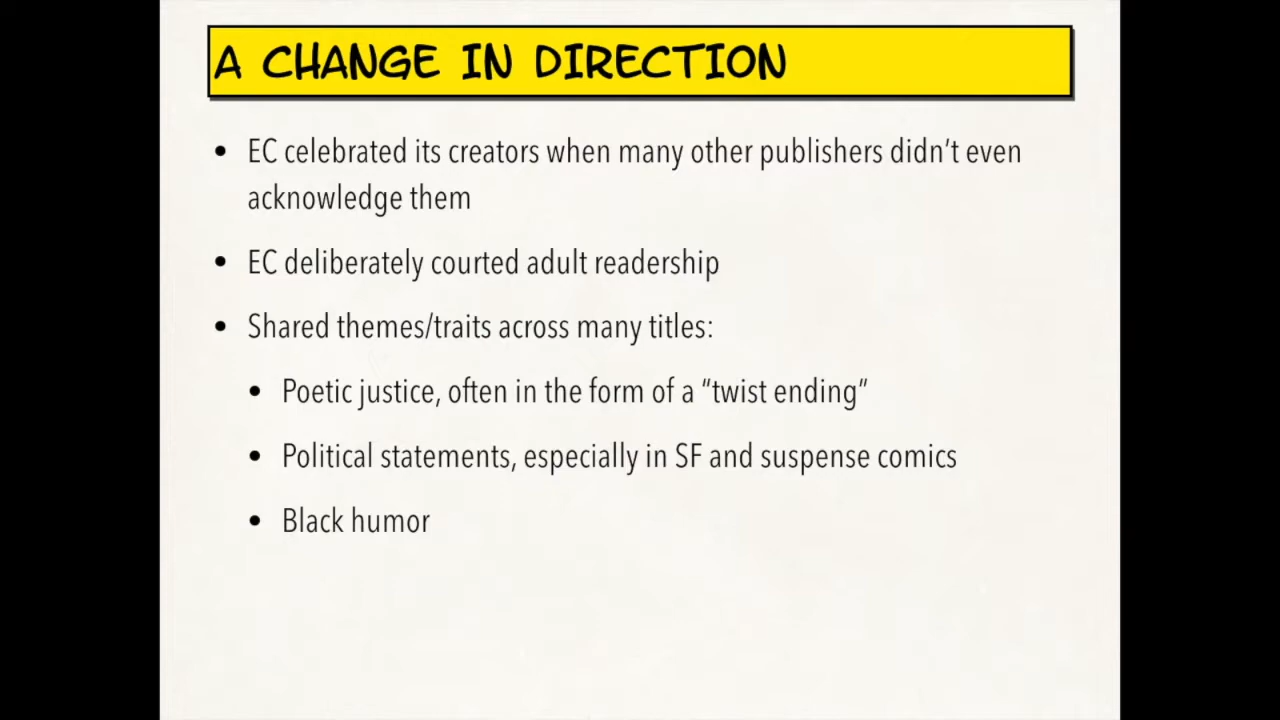 A CHANGE IN DIRECTION
• EC celebrated its creators when many other publishers didn’t even
acknowledge them
• EC deliberately courted adult readership
• Shared themes/traits across many titles:
• Poetic justice, often in the form of a “twist ending”
• Political statements, especially in SF and suspense comics
• Black humor